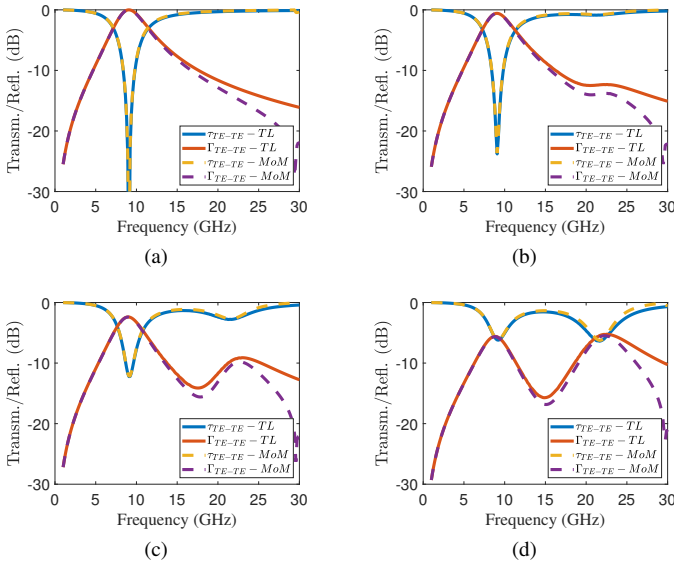 Transm./Refl. (dB)
0
-10
-20
-30
0 5 10 15 20 25 30
Frequency (GHz)
τTE−TE − TL
ΓTE−TE − TL
τTE−TE − MoM
ΓTE−TE − MoM
(a)
Transm./Refl. (dB)
0
-10
-20
-30
0 5 10 15 20 25 30
Frequency (GHz)
τTE−TE − TL
ΓTE−TE − TL
τTE−TE − MoM
ΓTE−TE − MoM
(b)
Transm./Refl. (dB)
0
-10
-20
-30
0 5 10 15 20 25 30
Frequency (GHz)
τTE−TE − TL
ΓTE−TE − TL
τTE−TE − MoM
ΓTE−TE − MoM
(c)
Transm./Refl. (dB)
0
-10
-20
-30
0 5 10 15 20 25 30
Frequency (GHz)
τTE−TE − TL
ΓTE−TE − TL
τTE−TE − MoM
ΓTE−TE − MoM
(d)